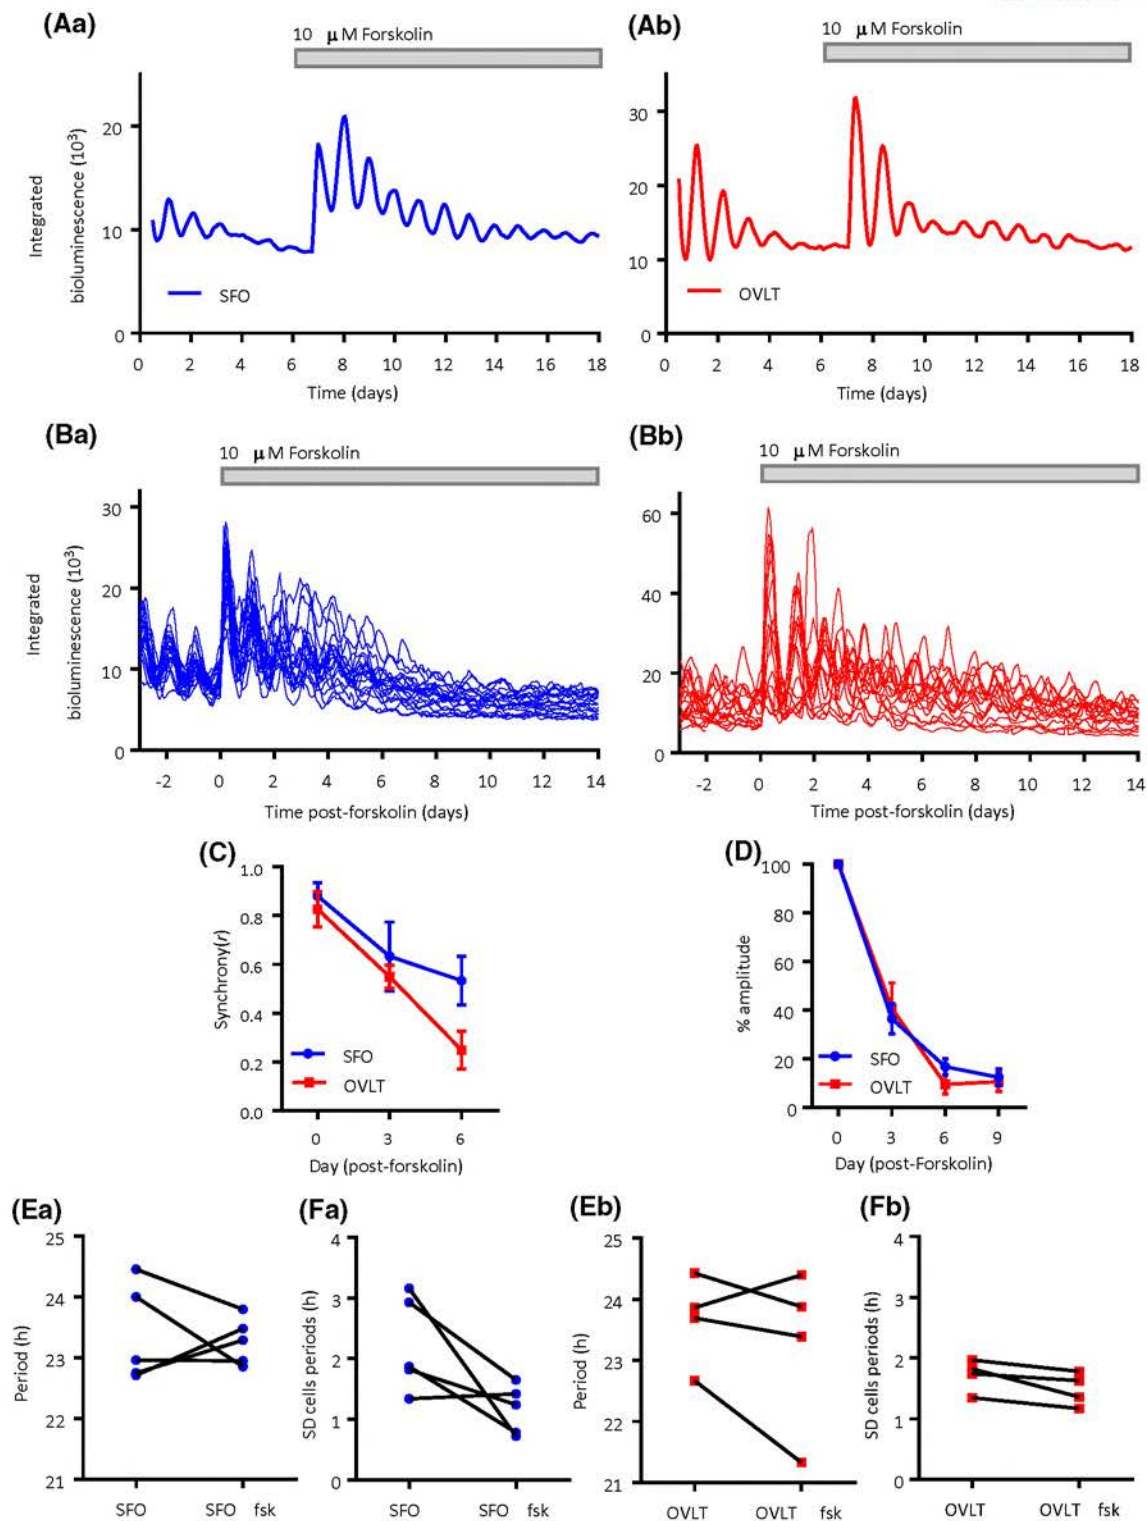 (Aa)
10 μM Forskolin
Integrated
bioluminescence (10³)
20
10
0
SFO
0 2 4 6 8 10 12 14 16 18
Time (days)
(Ab)
10 μM Forskolin
30
20
10
0
OVLT
0 2 4 6 8 10 12 14 16 18
Time (days)
(Ba)
10 μM Forskolin
Integrated
bioluminescence (10³)
30
20
10
0
-2 0 2 4 6 8 10 12 14
Time post-forskolin (days)
(Bb)
10 μM Forskolin
60
40
20
0
-2 0 2 4 6 8 10 12 14
Time post-forskolin (days)
(C)
Synchrony(r)
1.0
0.8
0.6
0.4
0.2
0.0
SFO
OVLT
0 3 6
Day (post-forskolin)
(D)
% amplitude
100
80
60
40
20
0
SFO
OVLT
0 3 6 9
Day (post-Forskolin)
(Ea)
Period (h)
25
24
23
22
21
SFO SFO fsk
(Fa)
SD cells periods (h)
4
3
2
1
0
SFO SFO fsk
(Eb)
Period (h)
25
24
23
22
21
OVLT OVLT fsk
(Fb)
SD cells periods (h)
4
3
2
1
0
OVLT OVLT fsk